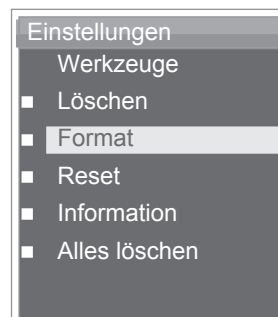 Einstellungen
Werkzeuge
Löschen
Format
Reset
Information
Alles löschen